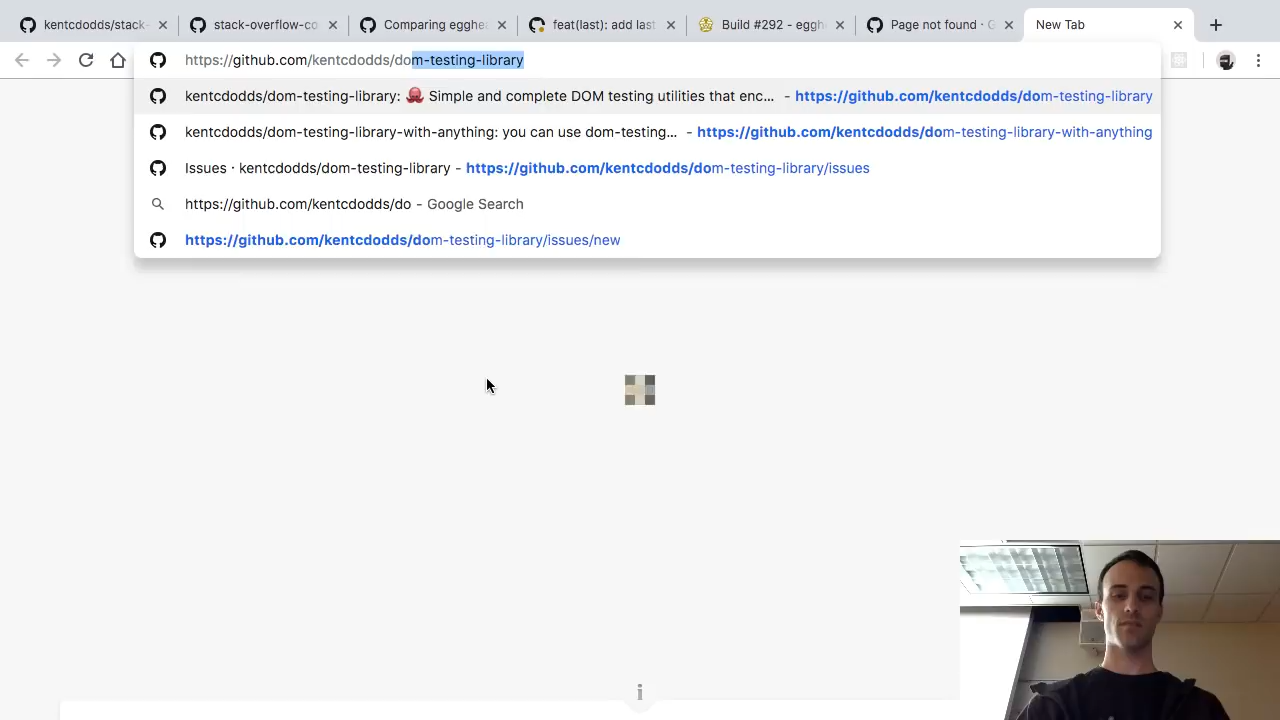 kentcdodds/stack-
stack-overflow-co
Comparing egghea
feat(last): add last
Build #292 - eggh
Page not found · G
New Tab
https://github.com/kentcdodds/dom-testing-library
kentcdodds/dom-testing-library: 🐙 Simple and complete DOM testing utilities that enc... - https://github.com/kentcdodds/dom-testing-library
kentcdodds/dom-testing-library-with-anything: you can use dom-testing... - https://github.com/kentcdodds/dom-testing-library-with-anything
Issues · kentcdodds/dom-testing-library - https://github.com/kentcdodds/dom-testing-library/issues
https://github.com/kentcdodds/do - Google Search
https://github.com/kentcdodds/dom-testing-library/issues/new